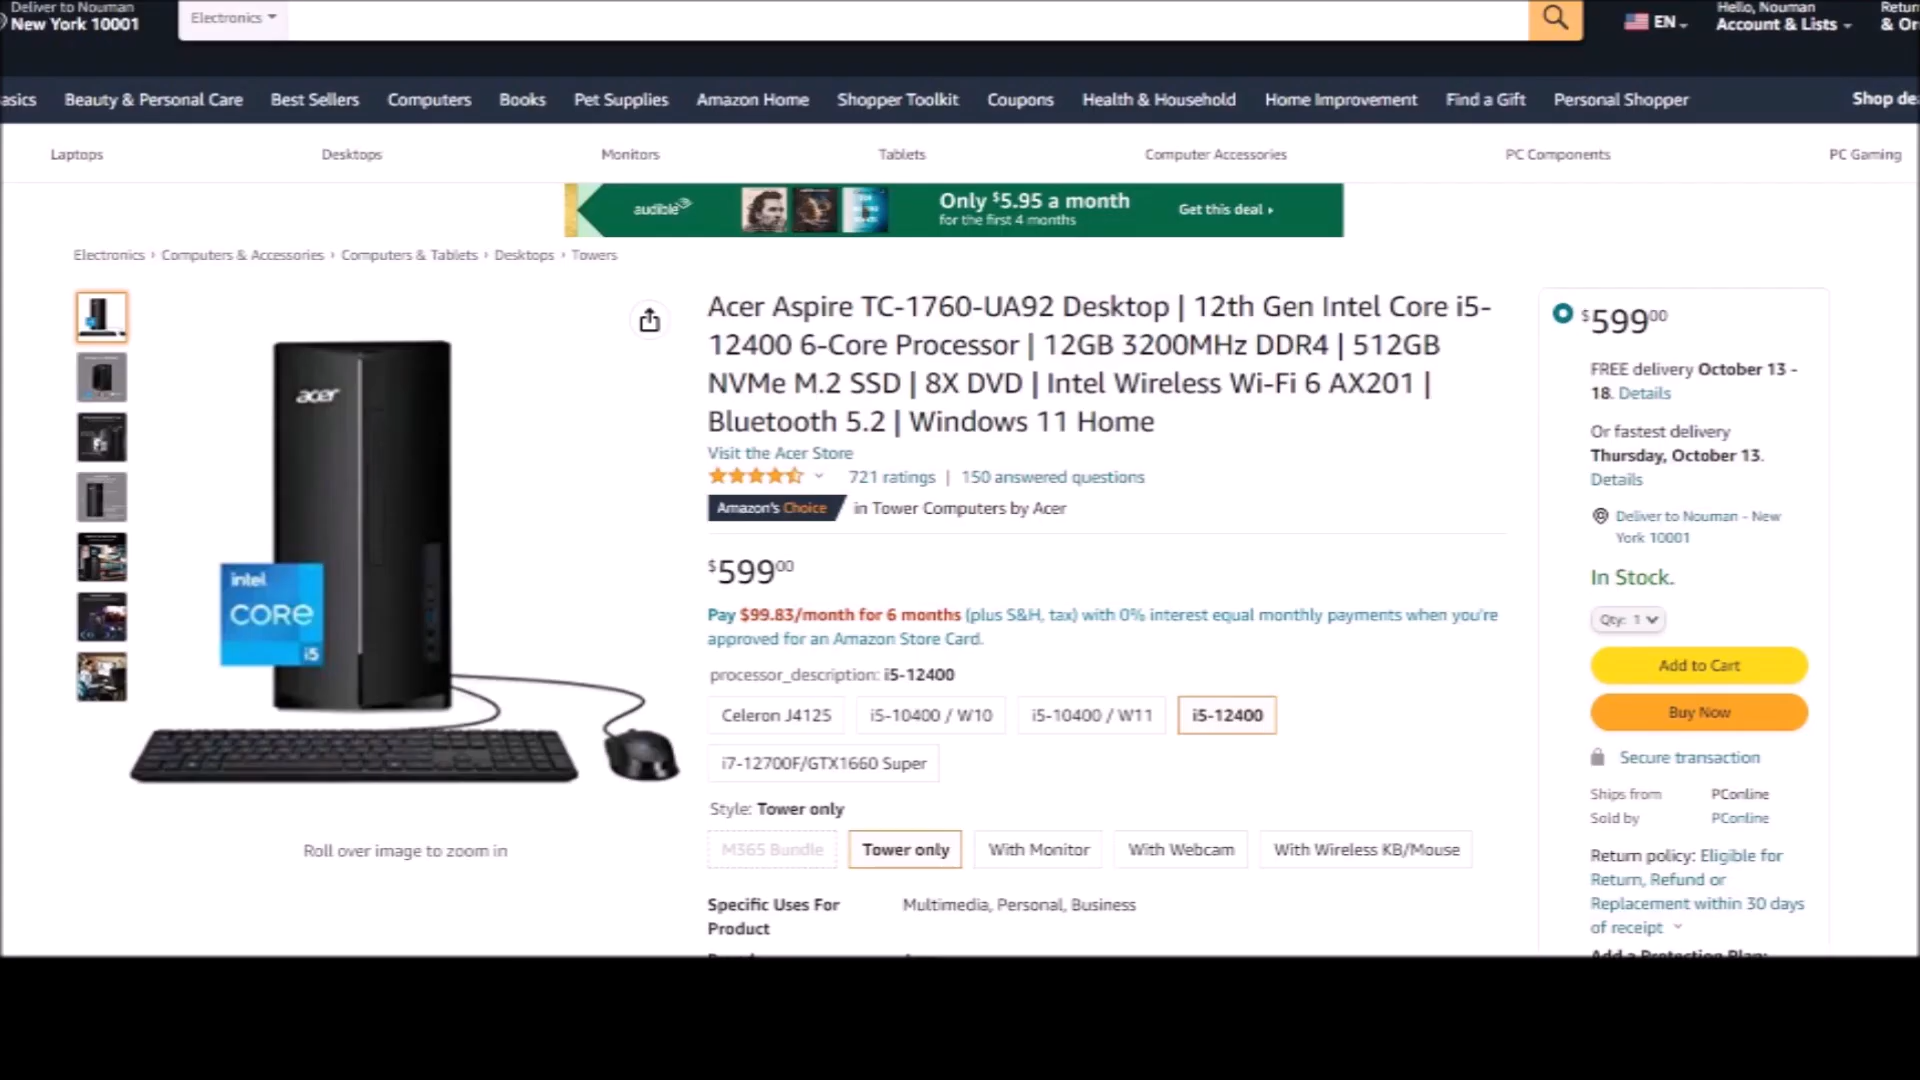 Deliver to Nouman
New York 10001
Electronics
EN
Hello, Nouman
Account & Lists
Beauty & Personal Care
Best Sellers
Computers
Books
Pet Supplies
Amazon Home
Shopper Toolkit
Coupons
Health & Household
Home Improvement
Find a Gift
Personal Shopper
Shop
Laptops
Desktops
Monitors
Tablets
Computer Accessories
PC Components
PC Gaming
audible
Only $5.95 a month
for the first 4 months
Get this deal
Electronics › Computers & Accessories › Computers & Tablets › Desktops › Towers
acer
intel
CORE
i5
Roll over image to zoom in
Acer Aspire TC-1760-UA92 Desktop | 12th Gen Intel Core i5-
12400 6-Core Processor | 12GB 3200MHz DDR4 | 512GB
NVMe M.2 SSD | 8X DVD | Intel Wireless Wi-Fi 6 AX201 |
Bluetooth 5.2 | Windows 11 Home
Visit the Acer Store
721 ratings | 150 answered questions
Amazon's Choice in Tower Computers by Acer
$59900
Pay $99.83/month for 6 months (plus S&H, tax) with 0% interest equal monthly payments when you're
approved for an Amazon Store Card.
processor_description: i5-12400
Celeron J4125
i5-10400 / W10
i5-10400 / W11
i5-12400
i7-12700F/GTX1660 Super
Style: Tower only
M365 Bundle
Tower only
With Monitor
With Webcam
With Wireless KB/Mouse
Specific Uses For Multimedia, Personal, Business
Product
$59900
FREE delivery October 13 -
18. Details
Or fastest delivery
Thursday, October 13.
Details
Deliver to Nouman - New
York 10001
In Stock.
Qty: 1
Add to Cart
Buy Now
Secure transaction
Ships from PConline
Sold by PConline
Return policy: Eligible for
Return, Refund or
Replacement within 30 days
of receipt
Add a Protection Plan: